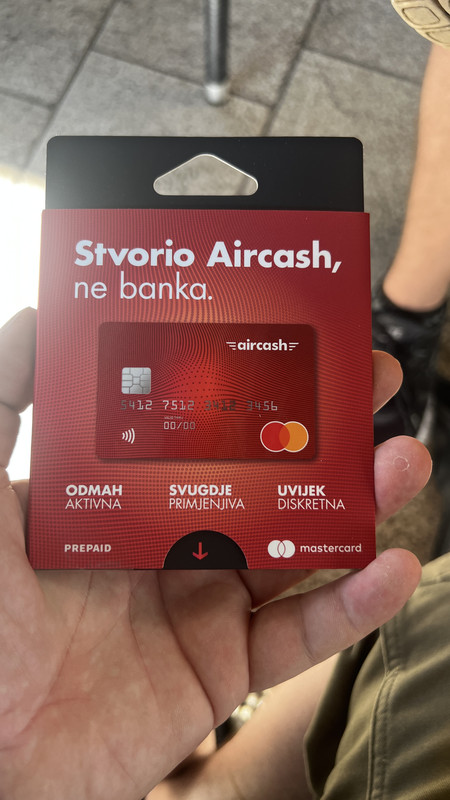 Stvorio Aircash,
ne banka.
aircash
5412 7512 3412 3456
00/00
ODMAH
AKTIVNA
SVUGDJE
PRIMJENJIVA
UVIJEK
DISKRETNA
PREPAID
mastercard